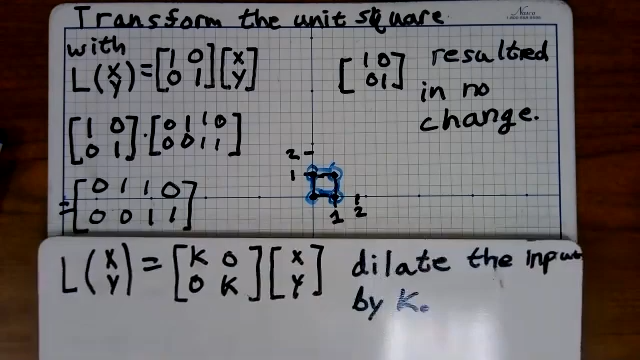 Transform the unit square
with
L(x y) = [1 0 0 1] [x y]
[1 0 0 1] · [0 1 1 0 0 0 1 1]
= [0 1 1 0 0 0 1 1]
[1 0 0 1] resulted
in no
change.
2
1
1 2
L(x y) = [K 0 0 K] [x y] dilate the input
by K.